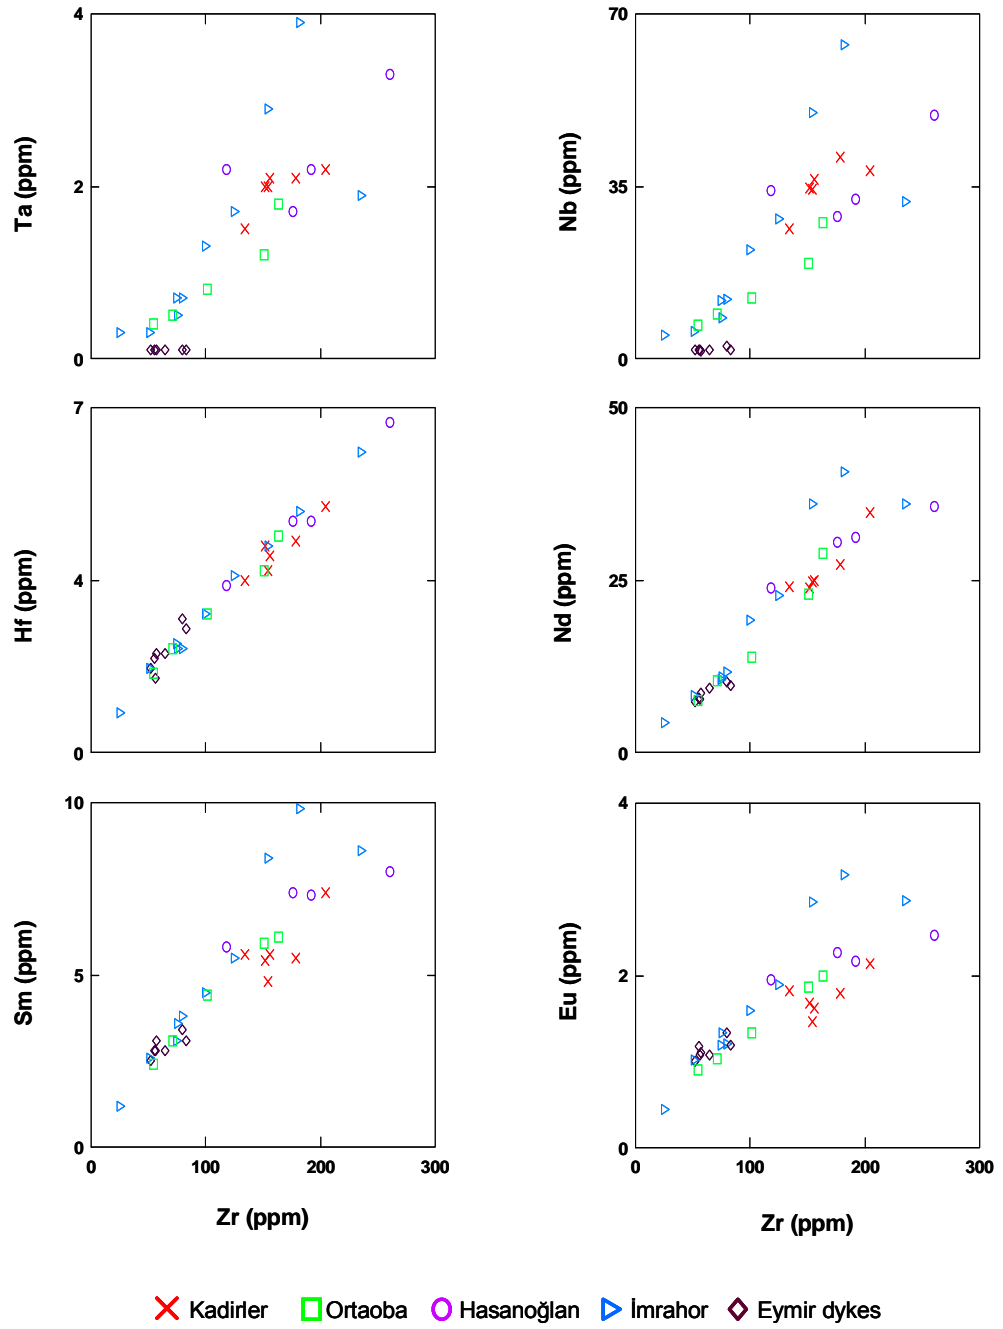 4
2
0
Ta (ppm)
70
35
0
Nb (ppm)
7
4
0
Hf (ppm)
50
25
0
Nd (ppm)
10
5
0
Sm (ppm)
0 100 200 300
Zr (ppm)
4
2
0
Eu (ppm)
0 100 200 300
Zr (ppm)
Kadirler Ortaoba Hasanoğlan İmrahor Eymir dykes